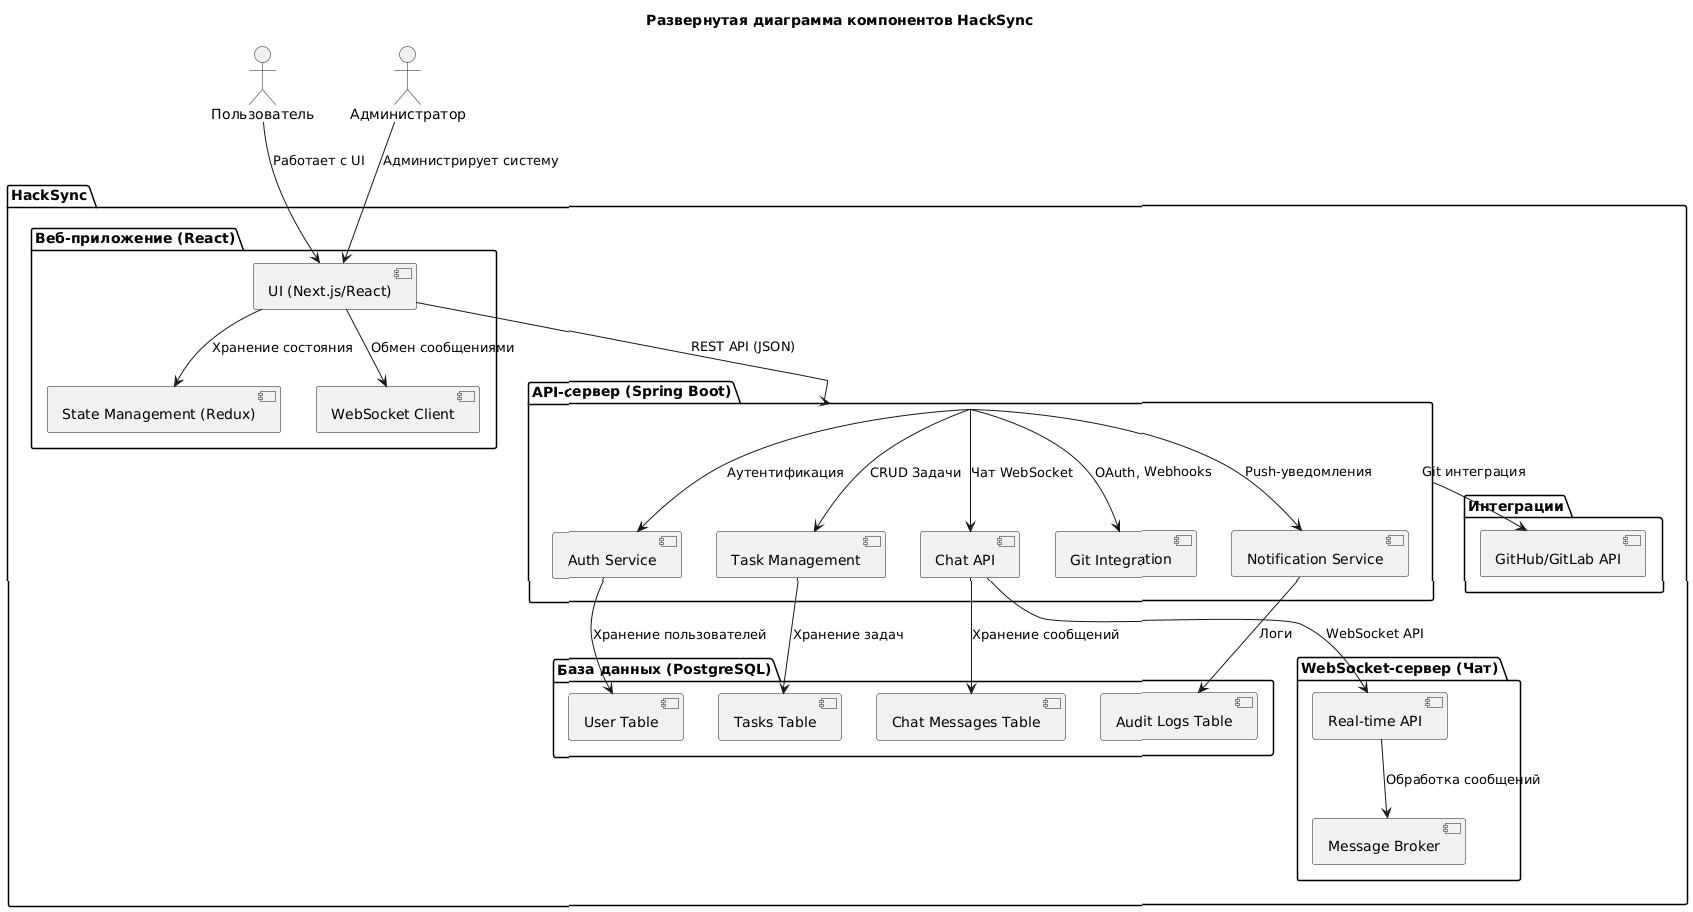 Развернутая диаграмма компонентов HackSync
Пользователь
Администратор
Работает с UI
Администрирует систему
HackSync
Веб-приложение (React)
UI (Next.js/React)
Хранение состояния
Обмен сообщениями
REST API (JSON)
State Management (Redux)
WebSocket Client
API-сервер (Spring Boot)
Аутентификация
CRUD Задачи
Чат WebSocket
OAuth, Webhooks
Push-уведомления
Git интеграция
Интеграции
Auth Service
Task Management
Chat API
Git Integration
Notification Service
GitHub/GitLab API
Хранение пользователей
Хранение задач
Хранение сообщений
Логи
WebSocket API
База данных (PostgreSQL)
WebSocket-сервер (Чат)
User Table
Tasks Table
Chat Messages Table
Audit Logs Table
Real-time API
Обработка сообщений
Message Broker